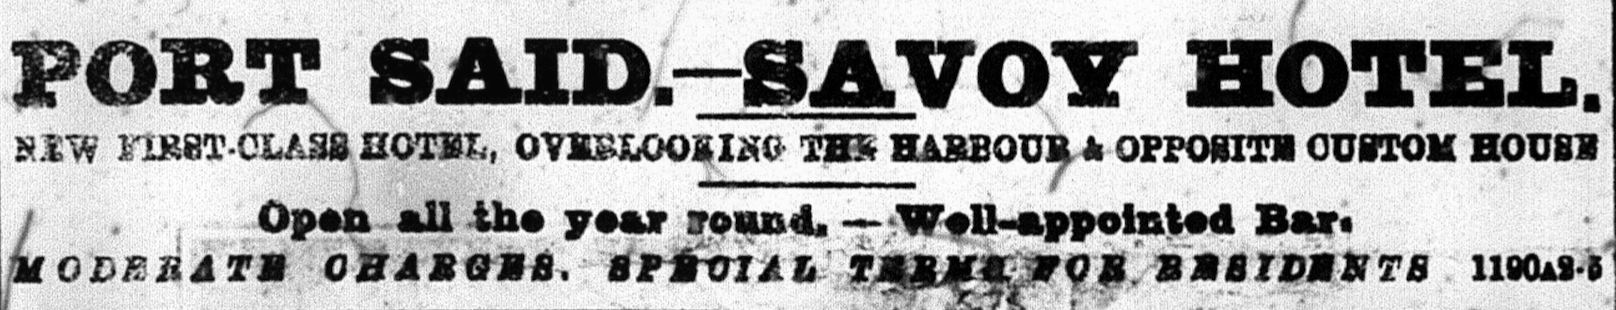 PORT SAID.—SAVOY HOTEL.
NEW FIRST-CLASS HOTEL, OVERLOOKING THE HARBOUR & OPPOSITE CUSTOM HOUSE
Open all the year round. — Well-appointed Bar.
MODERATE CHARGES. SPECIAL TERMS FOR RESIDENTS